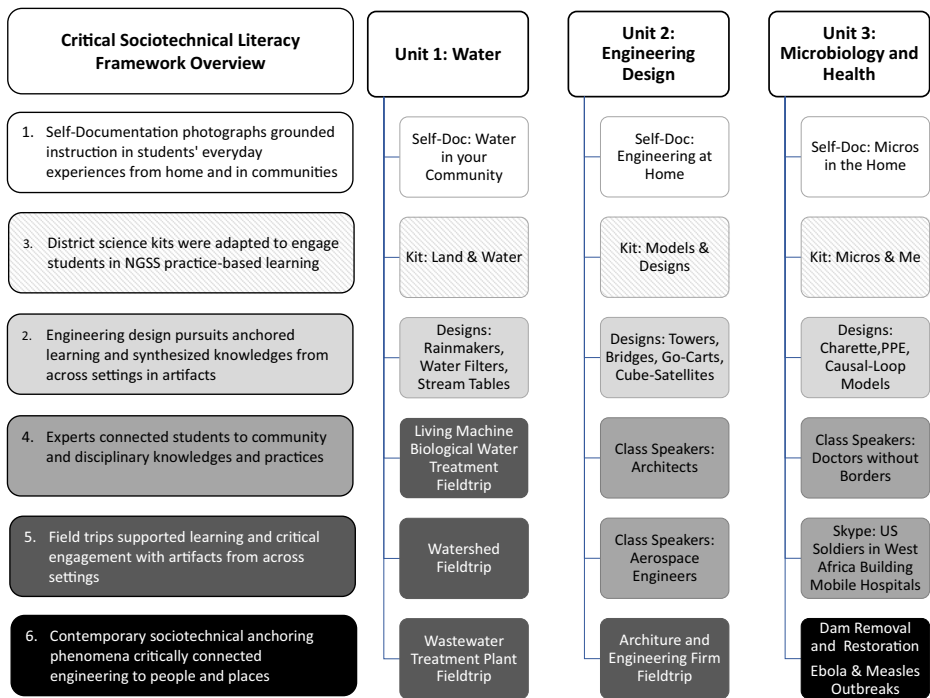 Critical Sociotechnical Literacy
Framework Overview
1. Self-Documentation photographs grounded
instruction in students' everyday
experiences from home and in communities
3. District science kits were adapted to engage
students in NGSS practice-based learning
2. Engineering design pursuits anchored
learning and synthesized knowledges from
across settings in artifacts
4. Experts connected students to community
and disciplinary knowledges and practices
5. Field trips supported learning and critical
engagement with artifacts from across
settings
6. Contemporary sociotechnical anchoring
phenomena critically connected
engineering to people and places
Unit 1: Water
Self-Doc: Water
in your
Community
Kit: Land & Water
Designs:
Rainmakers,
Water Filters,
Stream Tables
Living Machine
Biological Water
Treatment
Fieldtrip
Watershed
Fieldtrip
Wastewater
Treatment Plant
Fieldtrip
Unit 2:
Engineering
Design
Self-Doc:
Engineering at
Home
Kit: Models &
Designs
Designs: Towers,
Bridges, Go-Carts,
Cube-Satellites
Class Speakers:
Architects
Class Speakers:
Aerospace
Engineers
Architure and
Engineering Firm
Fieldtrip
Unit 3:
Microbiology and
Health
Self-Doc: Micros
in the Home
Kit: Micros & Me
Designs:
Charette,PPE,
Causal-Loop
Models
Class Speakers:
Doctors without
Borders
Skype: US
Soldiers in West
Africa Building
Mobile Hospitals
Dam Removal
and Restoration
Ebola & Measles
Outbreaks